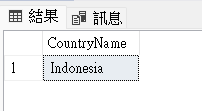 結果 訊息
CountryName
1 Indonesia